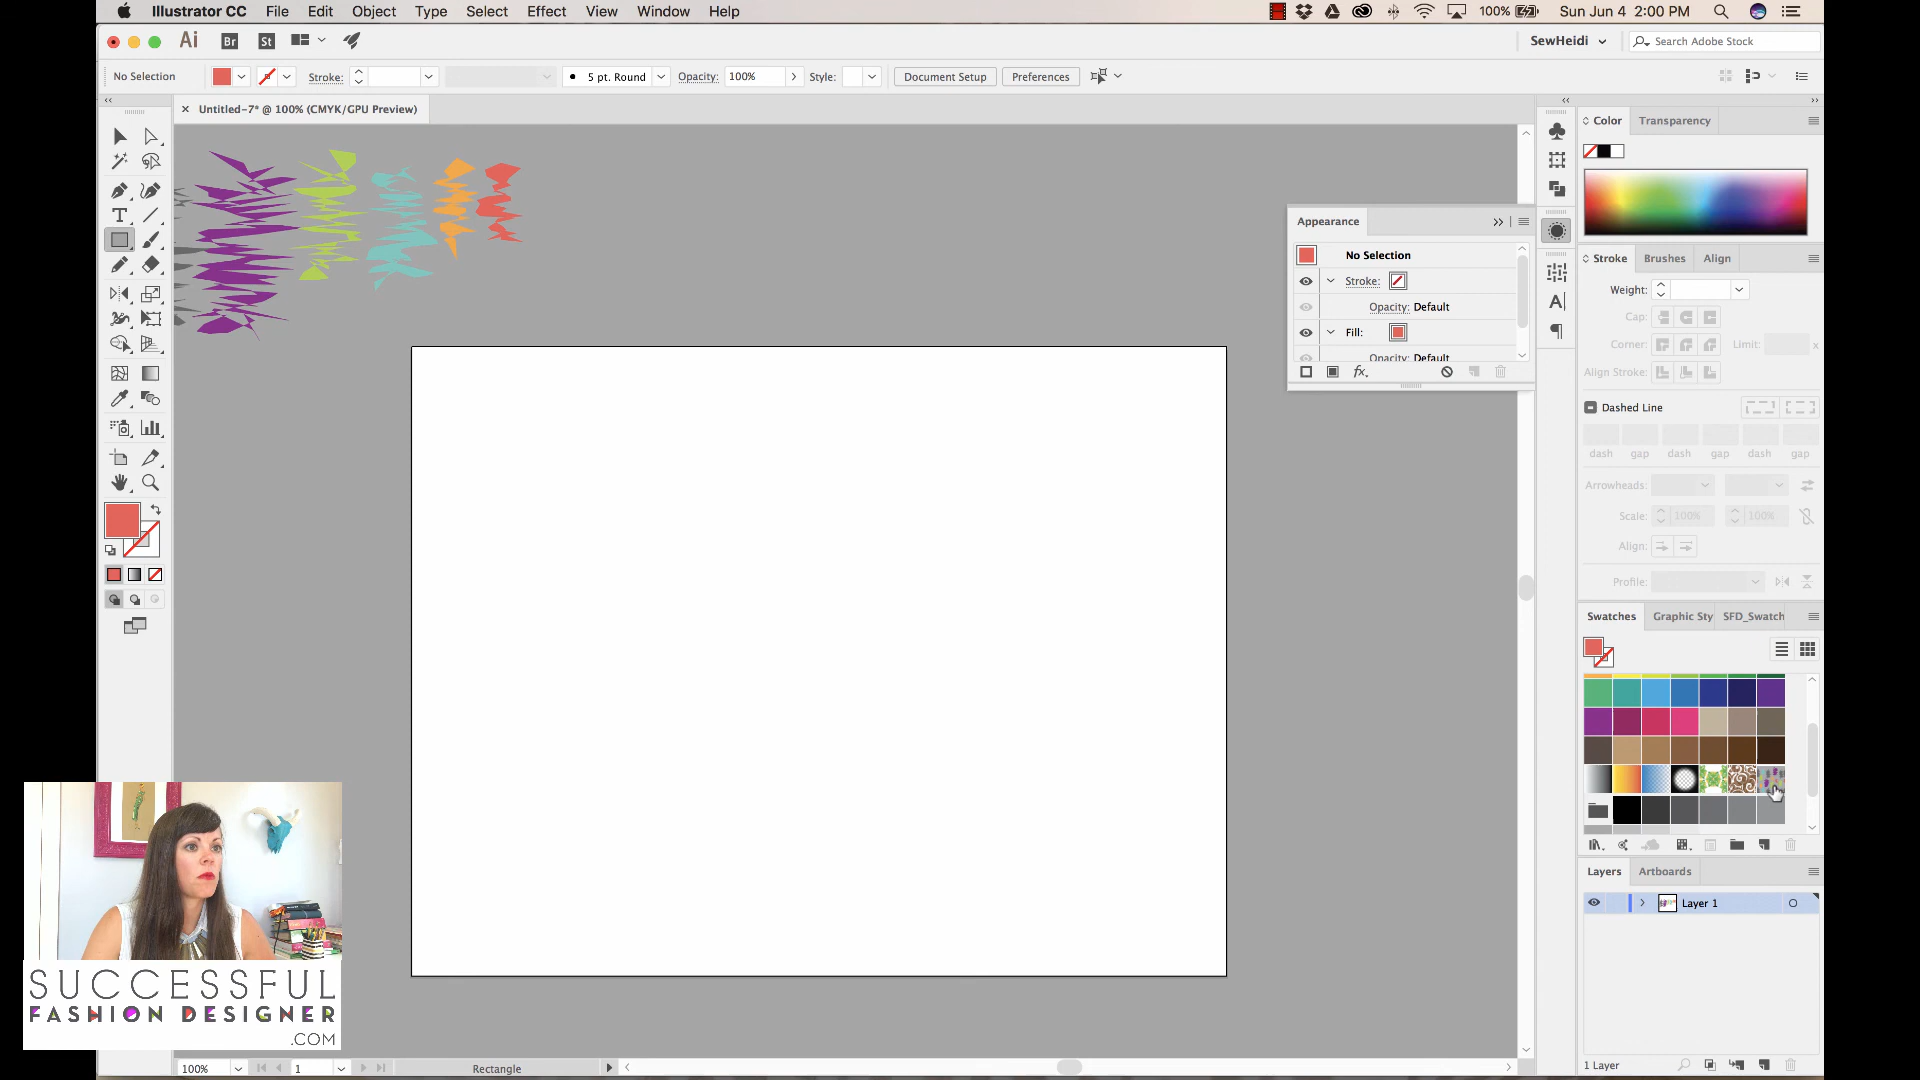 Illustrator CC File Edit Object Type Select Effect View Window Help
100% Sun Jun 4 2:00 PM
Ai Br St SewHeidi Search Adobe Stock
No Selection Stroke: 5 pt. Round Opacity: 100% Style: Document Setup Preferences
Untitled-7* @ 100% (CMYK/GPU Preview)
Color Transparency
Appearance
No Selection
Stroke:
Opacity: Default
Fill:
Opacity: Default
fx.
Stroke Brushes Align
Weight:
Cap:
Corner: Limit: x
Align Stroke:
Dashed Line
dash gap dash gap dash gap
Arrowheads:
Scale: 100% 100%
Align:
Profile:
Swatches Graphic Sty SFD_Swatch
Layers Artboards
Layer 1
1 Layer
SUCCESSFUL
FASHION DESIGNER
.COM
100% 1 Rectangle